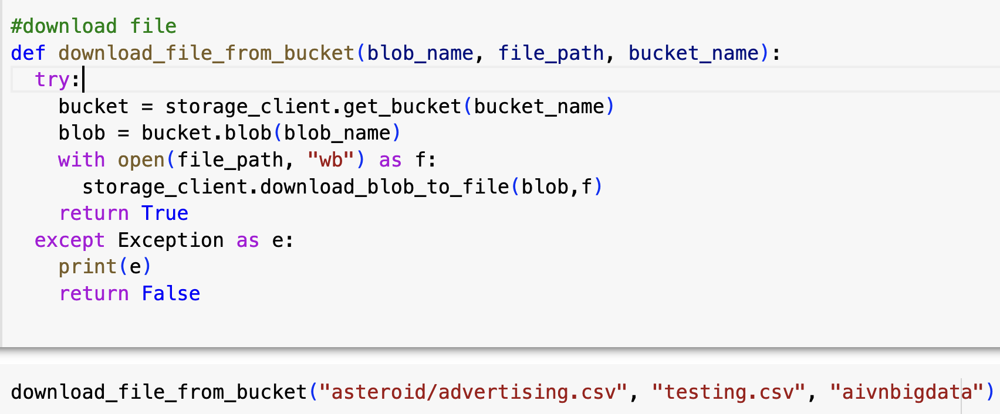 #download file
def download_file_from_bucket(blob_name, file_path, bucket_name):
  try:
    bucket = storage_client.get_bucket(bucket_name)
    blob = bucket.blob(blob_name)
    with open(file_path, "wb") as f:
      storage_client.download_blob_to_file(blob,f)
    return True
  except Exception as e:
    print(e)
    return False
download_file_from_bucket("asteroid/advertising.csv", "testing.csv", "aivnbigdata")